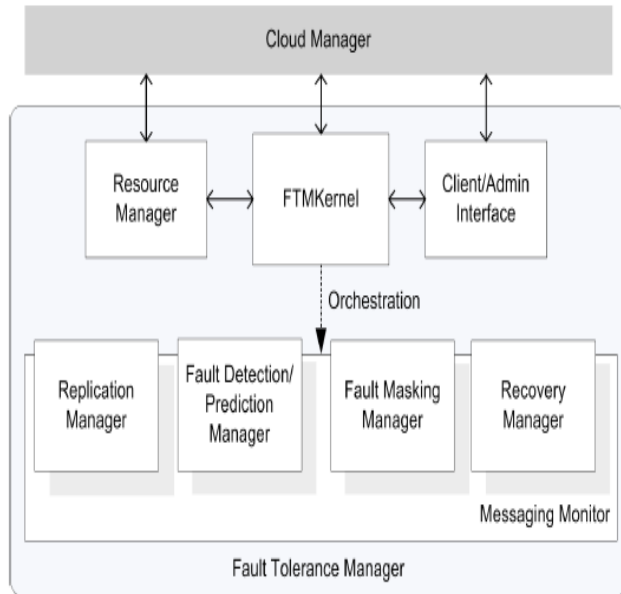 Cloud Manager
Resource
Manager
FTMKernel
Client/Admin
Interface
Orchestration
Replication
Manager
Fault Detection/
Prediction
Manager
Fault Masking
Manager
Recovery
Manager
Messaging Monitor
Fault Tolerance Manager